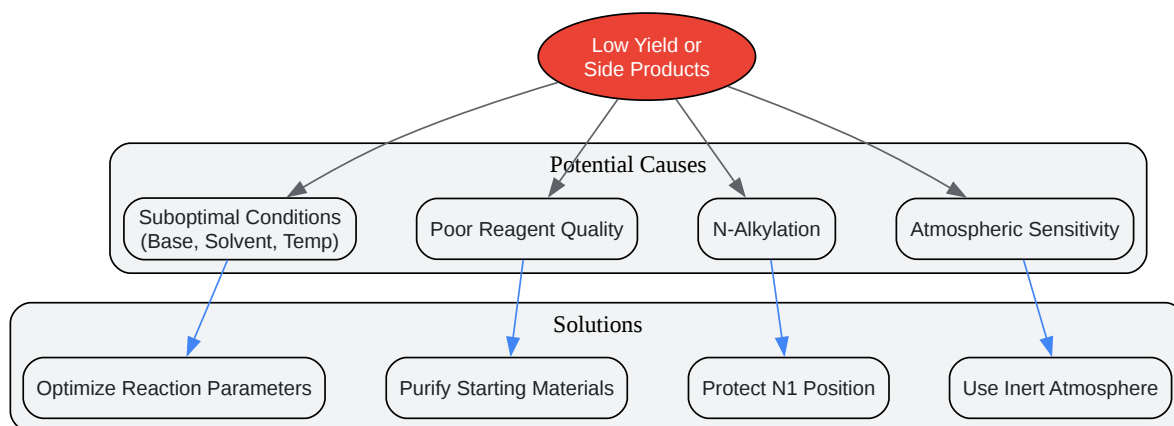 Low Yield or
Side Products
Potential Causes
Suboptimal Conditions
(Base, Solvent, Temp)
Poor Reagent Quality
N-Alkylation
Atmospheric Sensitivity
Solutions
Optimize Reaction Parameters
Purify Starting Materials
Protect N1 Position
Use Inert Atmosphere